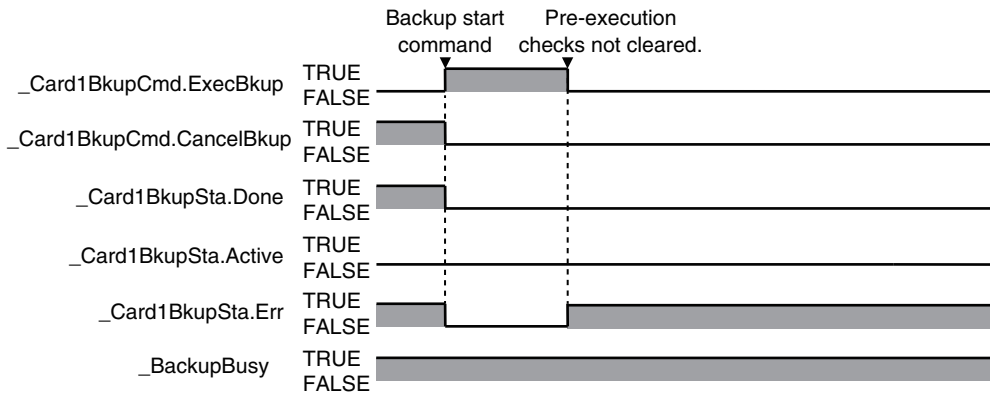 Backup start command
Pre-execution checks not cleared.
_Card1BkupCmd.ExecBkup TRUE
FALSE
_Card1BkupCmd.CancelBkup TRUE
FALSE
_Card1BkupSta.Done TRUE
FALSE
_Card1BkupSta.Active TRUE
FALSE
_Card1BkupSta.Err TRUE
FALSE
_BackupBusy TRUE
FALSE